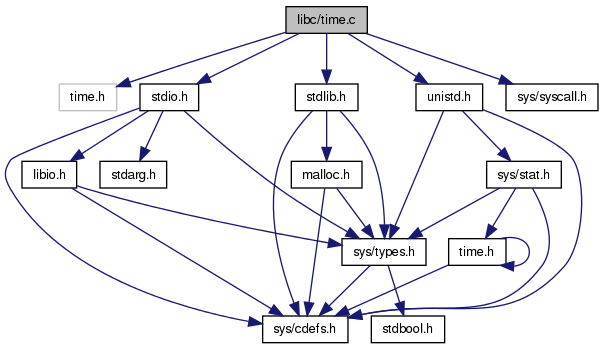 libc/time.c
time.h
stdio.h
stdlib.h
unistd.h
sys/syscall.h
libio.h
stdarg.h
malloc.h
sys/stat.h
sys/types.h
time.h
sys/cdefs.h
stdbool.h